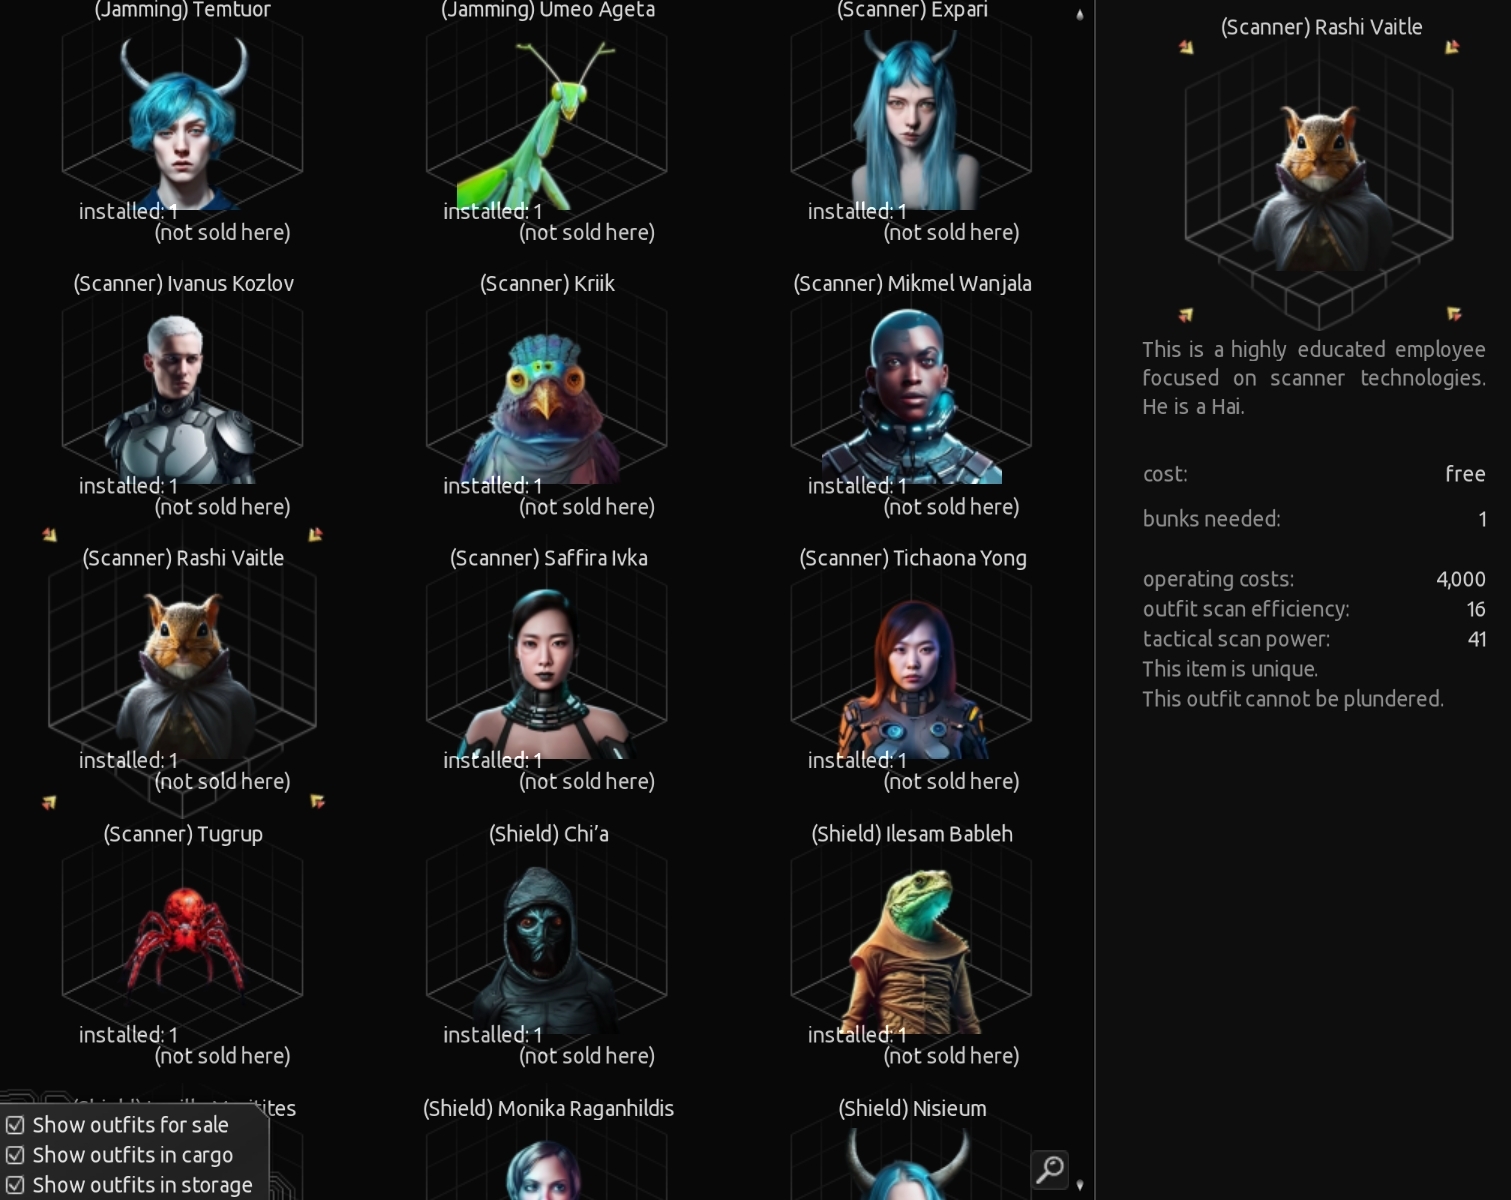 (Jamming) Temtuor
(Jamming) Umeo Ageta
(Scanner) Expari
installed: 1
(not sold here)
installed: 1
(not sold here)
installed: 1
(not sold here)
(Scanner) Ivanus Kozlov
(Scanner) Kriik
(Scanner) Mikmel Wanjala
installed: 1
(not sold here)
installed: 1
(not sold here)
installed: 1
(not sold here)
(Scanner) Rashi Vaitle
(Scanner) Saffira Ivka
(Scanner) Tichaona Yong
installed: 1
(not sold here)
installed: 1
(not sold here)
installed: 1
(not sold here)
(Scanner) Tugrup
(Shield) Chi’a
(Shield) Ilesam Bableh
installed: 1
(not sold here)
installed: 1
(not sold here)
installed: 1
(not sold here)
(Shield) Monika Raganhildis
(Shield) Nisieum
Show outfits for sale
Show outfits in cargo
Show outfits in storage
(Scanner) Rashi Vaitle
This is a highly educated employee
focused on scanner technologies.
He is a Hai.
cost: free
bunks needed: 1
operating costs: 4,000
outfit scan efficiency: 16
tactical scan power: 41
This item is unique.
This outfit cannot be plundered.